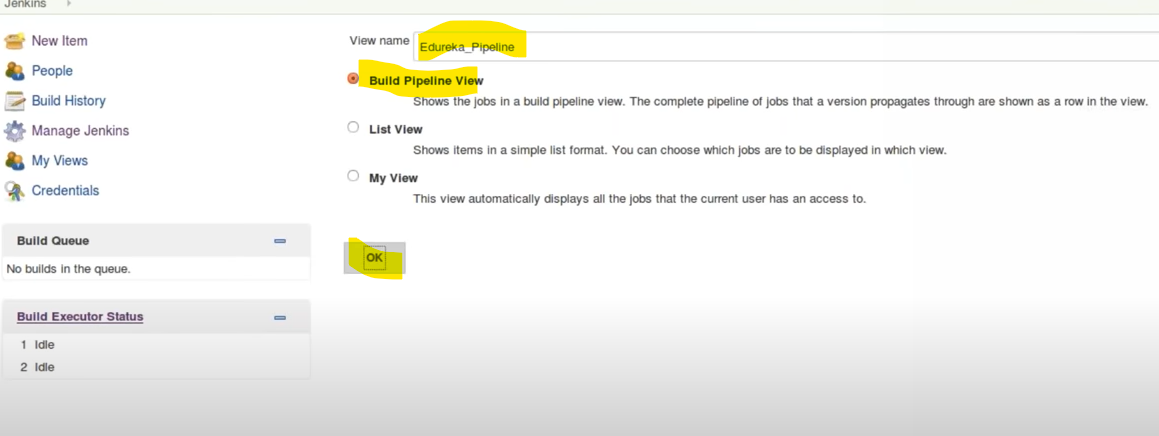 Jenkins
New Item
People
Build History
Manage Jenkins
My Views
Credentials
Build Queue
No builds in the queue.
Build Executor Status
1 Idle
2 Idle
View name
Edureka_Pipeline
Build Pipeline View
Shows the jobs in a build pipeline view. The complete pipeline of jobs that a version propagates through are shown as a row in the view.
List View
Shows items in a simple list format. You can choose which jobs are to be displayed in which view.
My View
This view automatically displays all the jobs that the current user has an access to.
OK